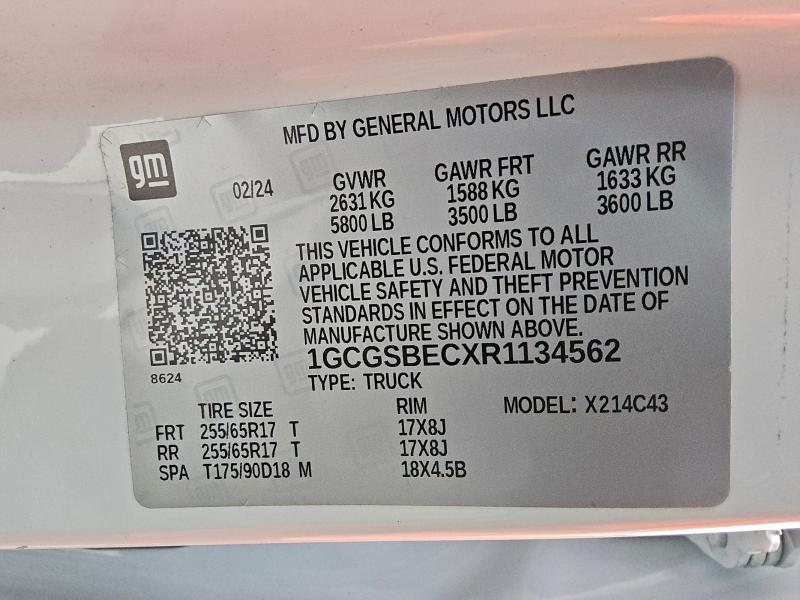 MFD BY GENERAL MOTORS LLC
gm
02/24
GVWR GAWR FRT GAWR RR
2631 KG 1588 KG 1633 KG
5800 LB 3500 LB 3600 LB
THIS VEHICLE CONFORMS TO ALL
APPLICABLE U.S. FEDERAL MOTOR
VEHICLE SAFETY AND THEFT PREVENTION
STANDARDS IN EFFECT ON THE DATE OF
MANUFACTURE SHOWN ABOVE.
1GCGSBECXR1134562
8624
TYPE: TRUCK
TIRE SIZE RIM MODEL: X214C43
FRT 255/65R17 T 17X8J
RR 255/65R17 T 17X8J
SPA T175/90D18 M 18X4.5B